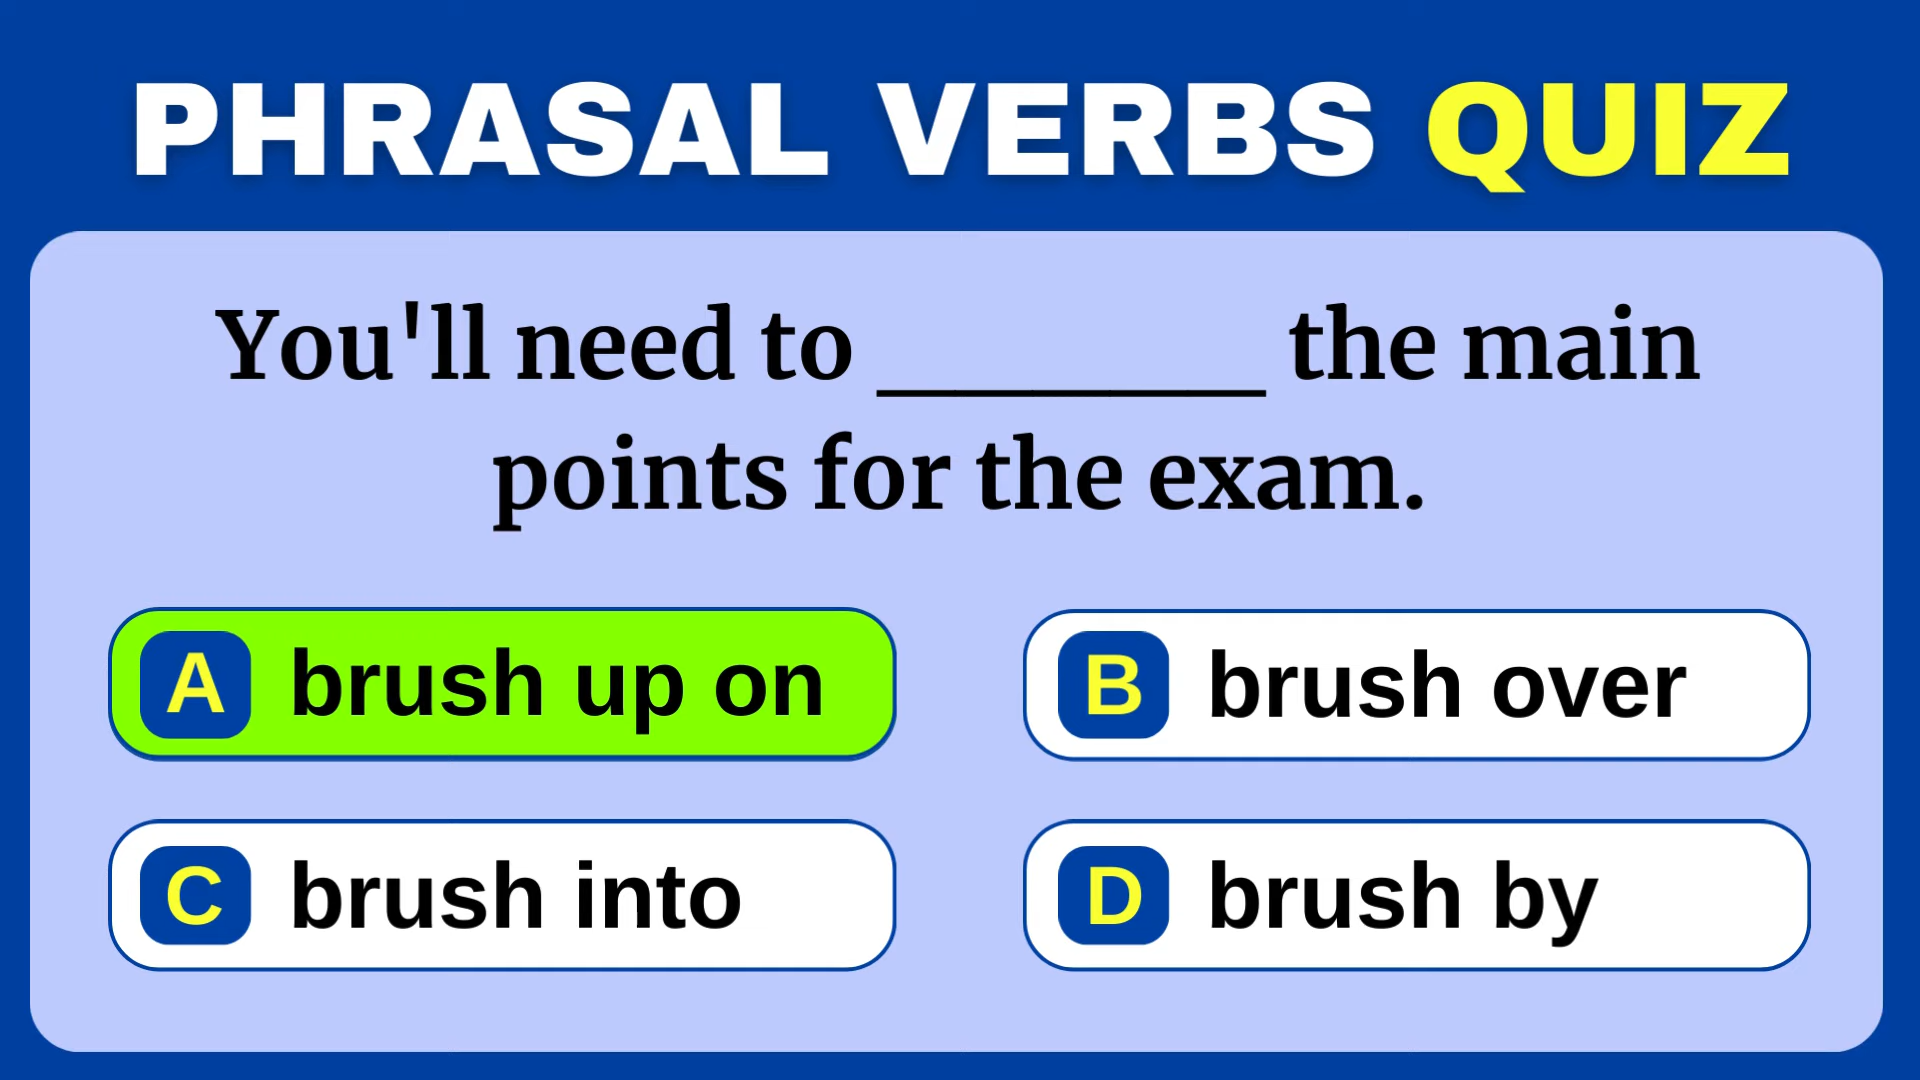 PHRASAL VERBS QUIZ
You'll need to __________ the main
points for the exam.
A brush up on
B brush over
C brush into
D brush by